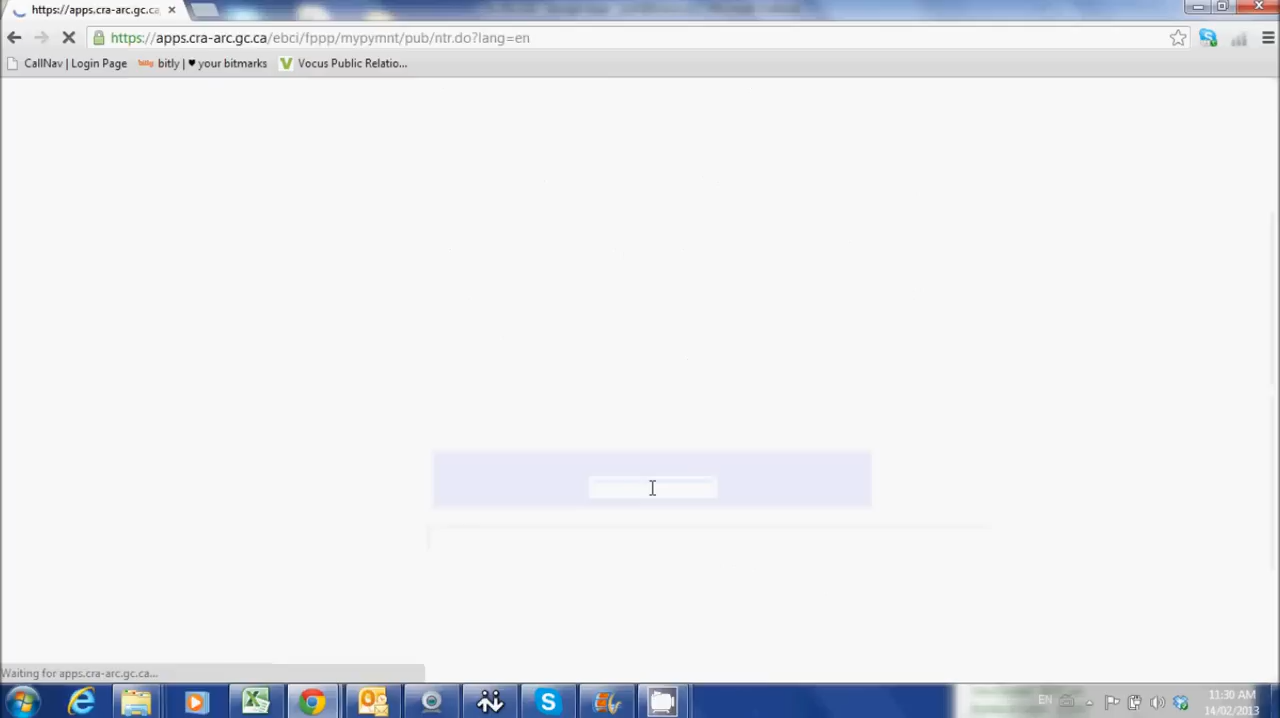 https://apps.cra-arc.gc.ca
https://apps.cra-arc.gc.ca/ebci/fppp/mypymnt/pub/ntr.do?lang=en
CallNav | Login Page
bitly | ♥ your bitmarks
Vocus Public Relatio...
Waiting for apps.cra-arc.gc.ca...
EN
11:30 AM
14/02/2013